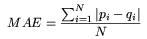 MAE = \frac{\sum_{i=1}^{N} |p_i - q_i|}{N}